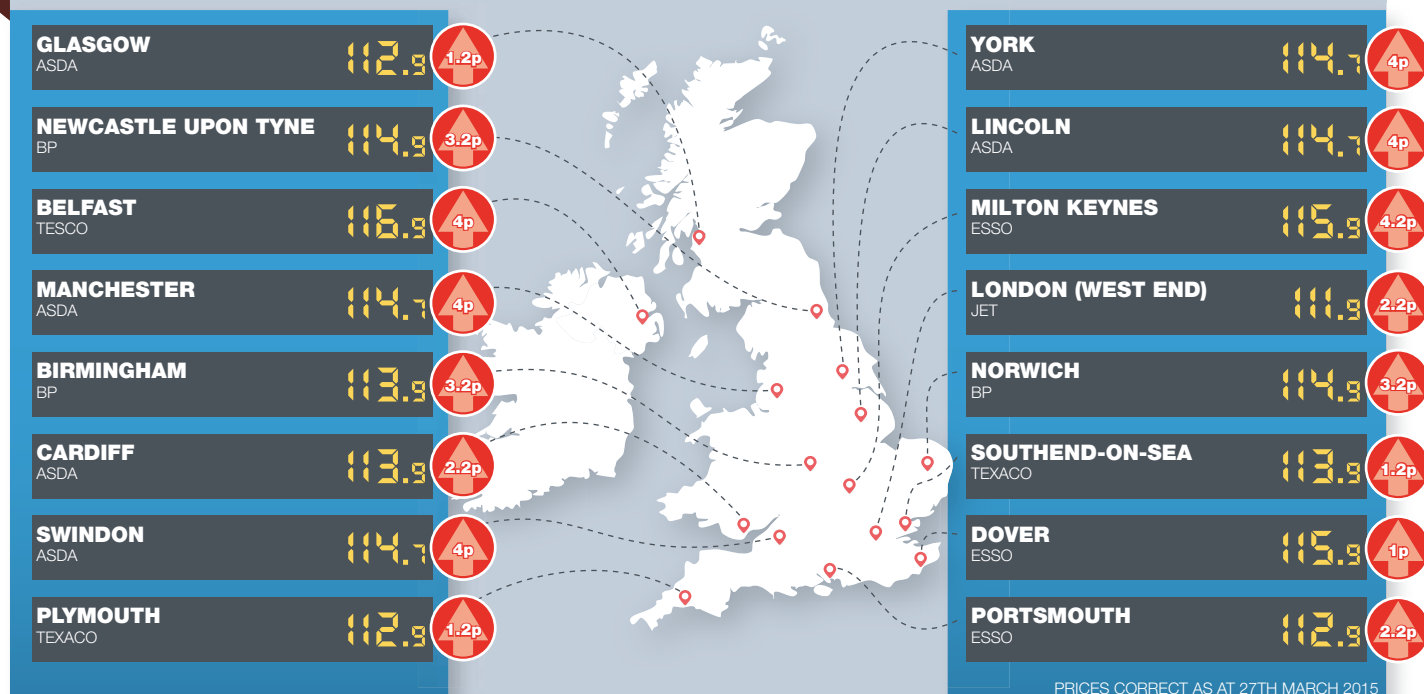 GLASGOW
ASDA
112.9
1.2p
NEWCASTLE UPON TYNE
BP
114.9
3.2p
BELFAST
TESCO
116.9
4p
MANCHESTER
ASDA
114.7
4p
BIRMINGHAM
BP
113.9
3.2p
CARDIFF
ASDA
113.9
2.2p
SWINDON
ASDA
114.7
4p
PLYMOUTH
TEXACO
112.9
1.2p
YORK
ASDA
114.7
4p
LINCOLN
ASDA
114.7
4p
MILTON KEYNES
ESSO
115.9
4.2p
LONDON (WEST END)
JET
111.9
2.2p
NORWICH
BP
114.9
3.2p
SOUTHEND-ON-SEA
TEXACO
113.9
1.2p
DOVER
ESSO
115.9
1p
PORTSMOUTH
ESSO
112.9
2.2p
PRICES CORRECT AS AT 27TH MARCH 2015